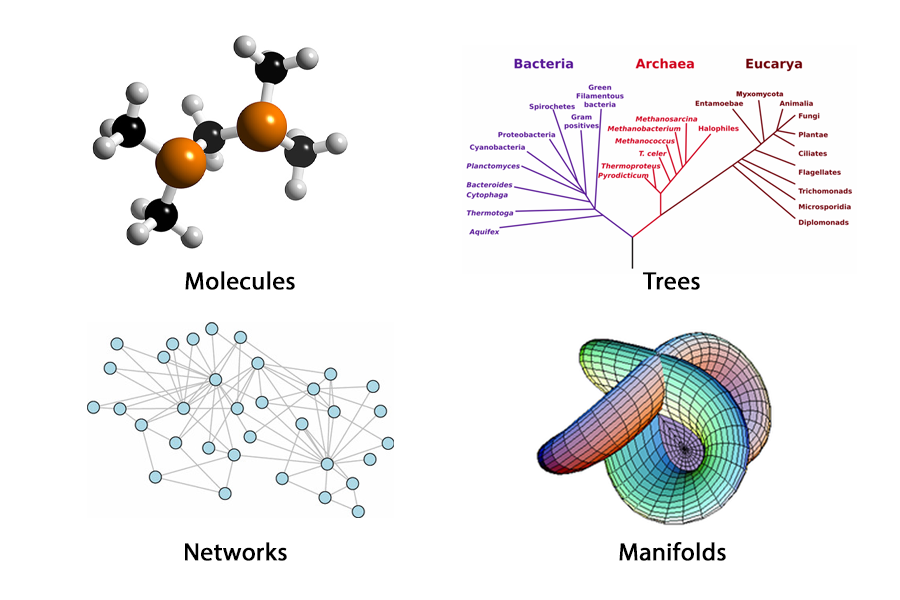 Bacteria
Archaea
Eucarya
Green
Filamentous
bacteria
Spirochetes
Gram
positives
Proteobacteria
Cyanobacteria
Planctomyces
Bacteroides
Cytophaga
Thermotoga
Aquifex
Methanosarcina
Methanobacterium
Halophiles
Methanococcus
T. celer
Thermoproteus
Pyrodicticum
Myxomycota
Entamoebae
Animalia
Fungi
Plantae
Ciliates
Flagellates
Trichomonads
Microsporidia
Diplomonads
Molecules
Trees
Networks
Manifolds